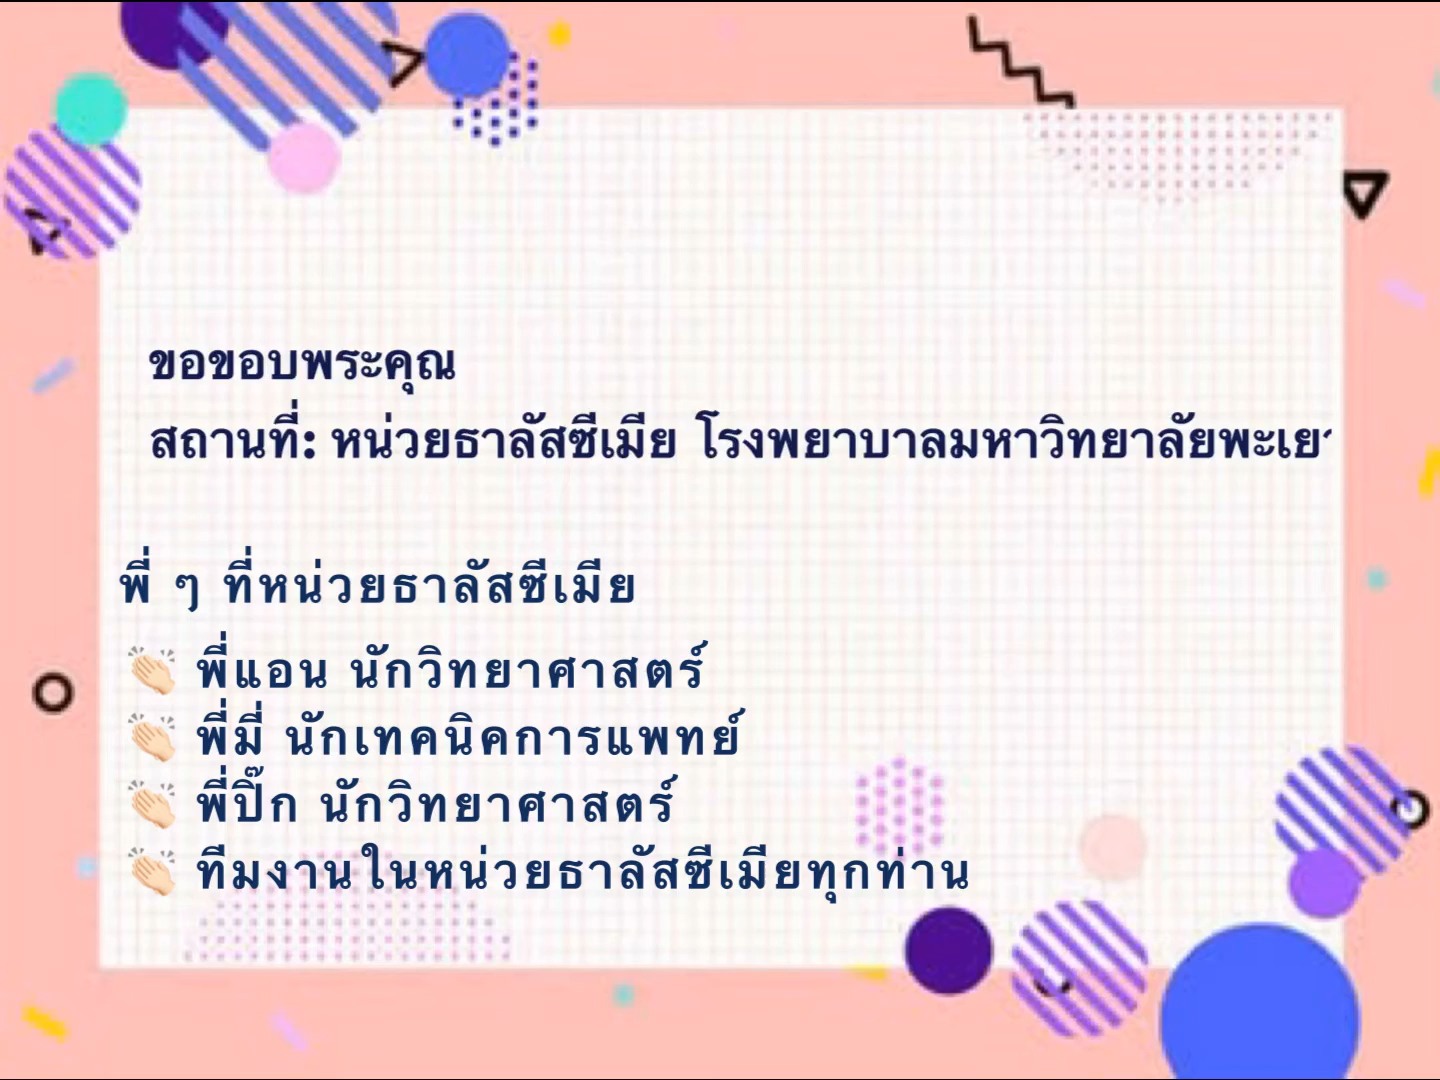 ขอขอบพระคุณ
สถานที่: หน่วยธาลัสซีเมีย โรงพยาบาลมหาวิทยาลัยพะเยา
พี่ ๆ ที่หน่วยธาลัสซีเมีย
👏🏻 พี่แอน นักวิทยาศาสตร์
👏🏻 พี่มี่ นักเทคนิคการแพทย์
👏🏻 พี่ปิ๊ก นักวิทยาศาสตร์
👏🏻 ทีมงานในหน่วยธาลัสซีเมียทุกท่าน